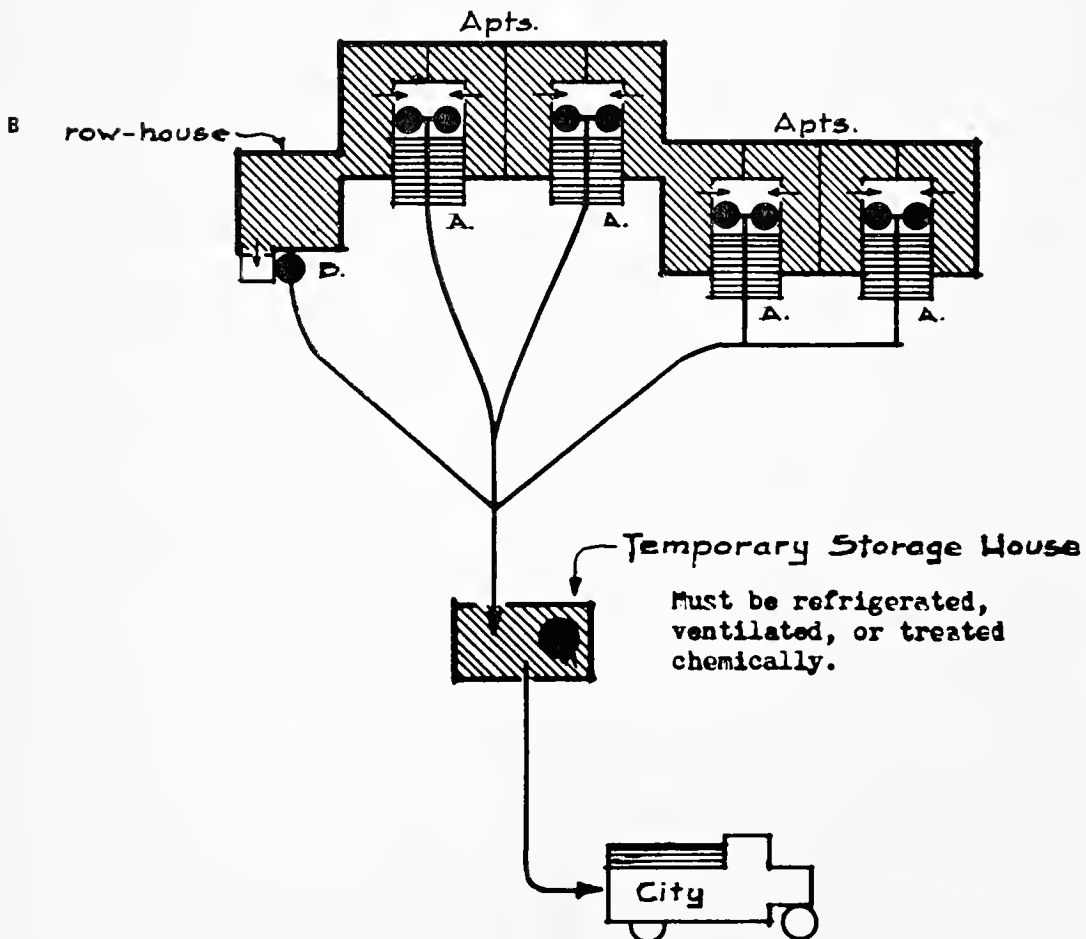 Apts.
B
row-house
Apts.
A.
A.
B.
A.
A.
Temporary Storage House
Must be refrigerated,
ventilated, or treated
chemically.
City